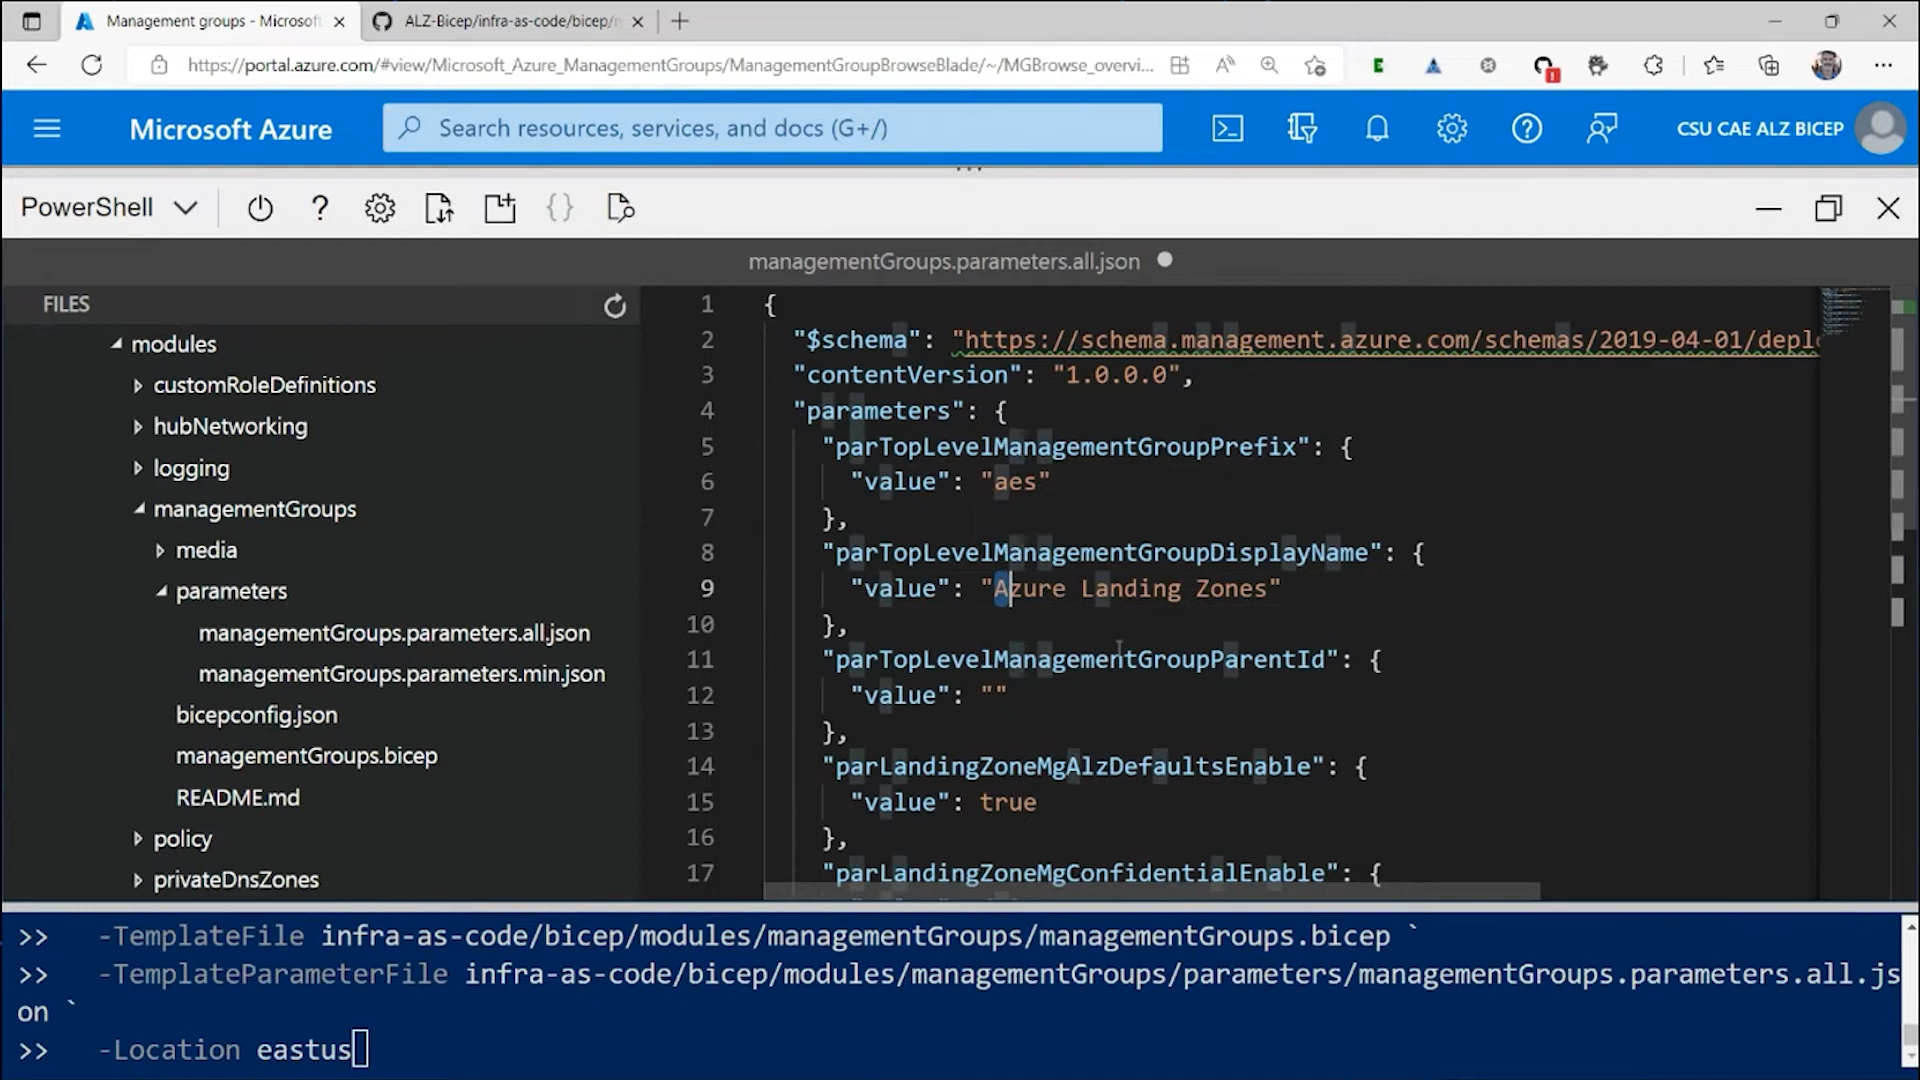 Management groups - Microsoft
ALZ-Bicep/infra-as-code/bicep/
https://portal.azure.com/#view/Microsoft_Azure_ManagementGroups/ManagementGroupBrowseBlade/~/MGBrowse_overvi...
Microsoft Azure
Search resources, services, and docs (G+/)
CSU CAE ALZ BICEP
PowerShell
managementGroups.parameters.all.json
FILES
modules
customRoleDefinitions
hubNetworking
logging
managementGroups
media
parameters
managementGroups.parameters.all.json
managementGroups.parameters.min.json
bicepconfig.json
managementGroups.bicep
README.md
policy
privateDnsZones
1 {
2 "$schema": "https://schema.management.azure.com/schemas/2019-04-01/deplo
3 "contentVersion": "1.0.0.0",
4 "parameters": {
5 "parTopLevelManagementGroupPrefix": {
6 "value": "aes"
7 },
8 "parTopLevelManagementGroupDisplayName": {
9 "value": "Azure Landing Zones"
10 },
11 "parTopLevelManagementGroupParentId": {
12 "value": ""
13 },
14 "parLandingZoneMgAlzDefaultsEnable": {
15 "value": true
16 },
17 "parLandingZoneMgConfidentialEnable": {
>> -TemplateFile infra-as-code/bicep/modules/managementGroups/managementGroups.bicep `
>> -TemplateParameterFile infra-as-code/bicep/modules/managementGroups/parameters/managementGroups.parameters.all.js
on `
>> -Location eastus